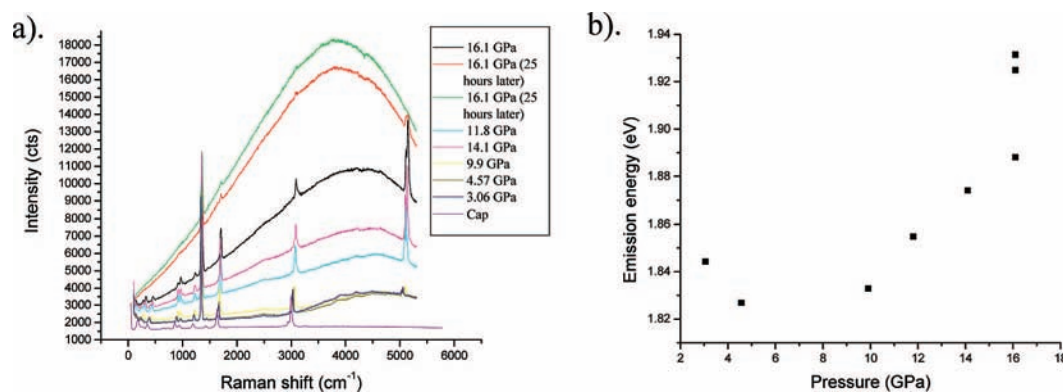 a).
18000
17000
16000
15000
14000
13000
12000
11000
10000
9000
8000
7000
6000
5000
4000
3000
2000
1000
Intensity (cts)
0 1000 2000 3000 4000 5000 6000
Raman shift (cm-1)
16.1 GPa
16.1 GPa (25
hours later)
16.1 GPa (25
hours later)
11.8 GPa
14.1 GPa
9.9 GPa
4.57 GPa
3.06 GPa
Cap
b).
1.94
1.92
1.90
1.88
1.86
1.84
1.82
Emission energy (eV)
2 4 6 8 10 12 14 16 18
Pressure (GPa)